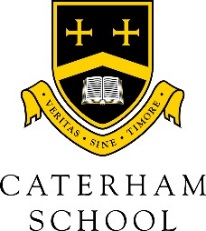 VERITAS • SINE • TIMORE
CATERHAM
SCHOOL